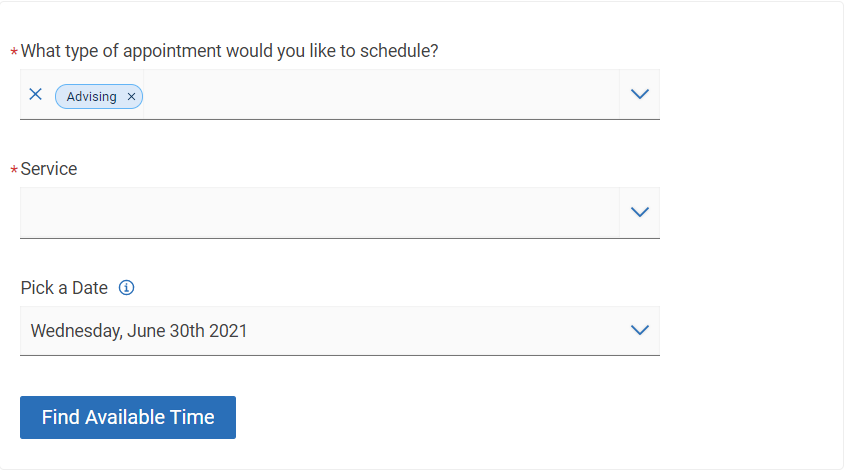 *What type of appointment would you like to schedule?
Advising
*Service
Pick a Date
Wednesday, June 30th 2021
Find Available Time